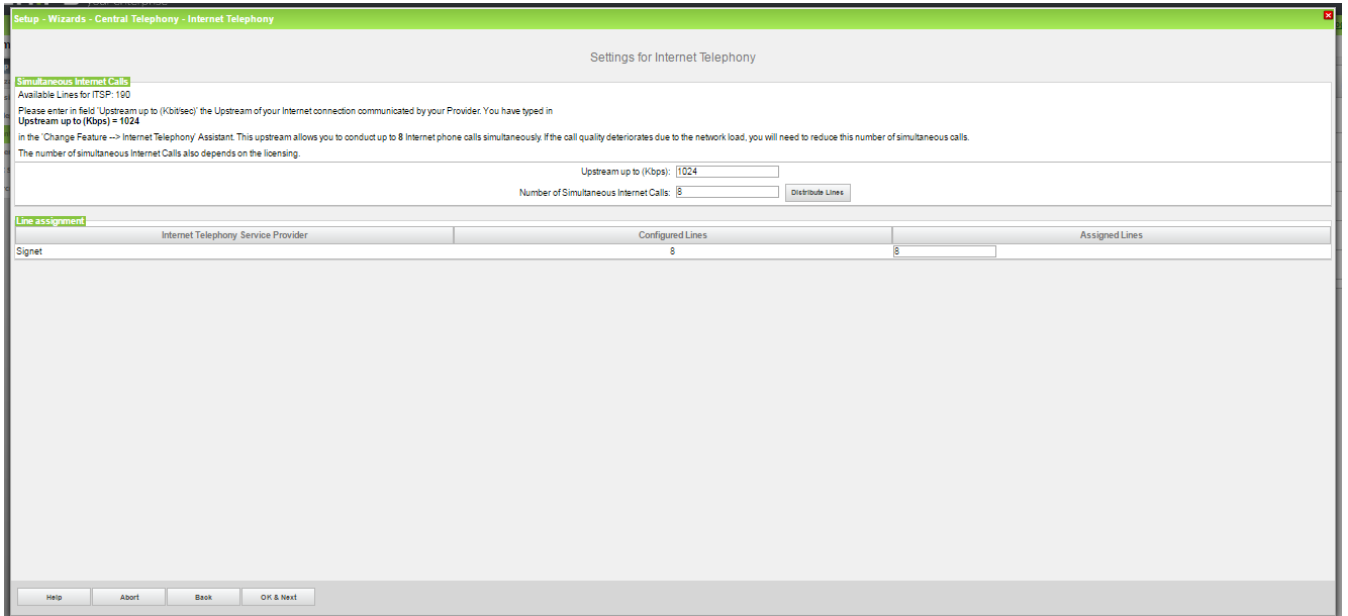 your enterprise
Setup - Wizards - Central Telephony - Internet Telephony
Settings for Internet Telephony
Simultaneous Internet Calls
Available Lines for ITSP: 190
Please enter in field 'Upstream up to (Kbit/sec)' the Upstream of your Internet connection communicated by your Provider. You have typed in
Upstream up to (Kbps) = 1024
in the 'Change Feature --> Internet Telephony' Assistant. This upstream allows you to conduct up to 8 Internet phone calls simultaneously. If the call quality deteriorates due to the network load, you will need to reduce this number of simultaneous calls.
The number of simultaneous Internet Calls also depends on the licensing.
Upstream up to (Kbps): 1024
Number of Simultaneous Internet Calls: 8 Distribute Lines
Line assignment
Internet Telephony Service Provider Configured Lines Assigned Lines
Signet 8 8
Help Abort Back OK & Next